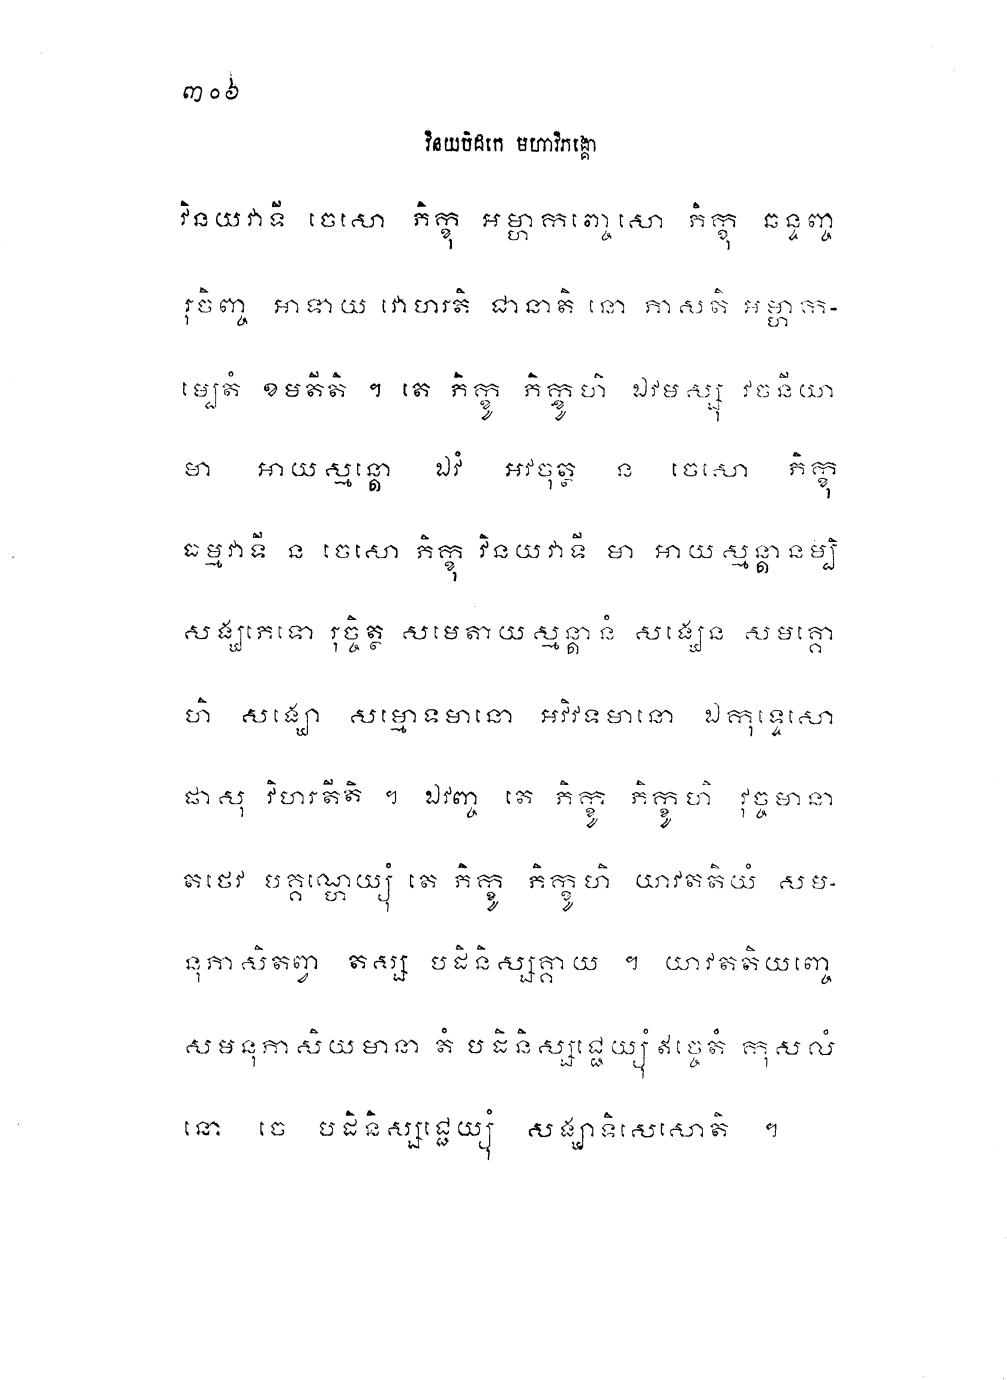 ៣០៦
វិនយបិដកេ មហាវិភង្គោ
វិនយវាទី ចេសោ ភិក្ខុ អម្ហាកញ្ចេសោ ភិក្ខុ ឆន្ទញ្ច
រុចិញ្ច អាទាយ វោហរតិ ជានាតិ នោ ភាសតិ អម្ហាក-
ម្បេតំ ខមតីតិ ។ តេ ភិក្ខូ ភិក្ខូហិ ឯវមស្សុ វចនីយា
មា អាយស្មន្តោ ឯវំ អវចុត្ថ ន ចេសោ ភិក្ខុ
ធម្មវាទី ន ចេសោ ភិក្ខុ វិនយវាទី មា អាយស្មន្តានម្បិ
សង្ឃភេទោ រុច្ចិត្ថ សមេតាយស្មន្តានំ សង្ឃេន សមគ្គោ
ហិ សង្ឃោ សម្មោទមានោ អវិវទមានោ ឯកុទ្ទេសោ
ផាសុ វិហរតីតិ ។ ឯវញ្ច តេ ភិក្ខូ ភិក្ខូហិ វុច្ចមានា
តថេវ បគ្គណ្ហេយ្យុំ តេ ភិក្ខូ ភិក្ខូហិ យាវតតិយំ សម-
នុភាសិតព្វា តស្ស បដិនិស្សគ្គាយ ។ យាវតតិយញ្ចេ
សមនុភាសិយមានា តំ បដិនិស្សជ្ជេយ្យុំ ឥច្ចេតំ កុសលំ
នោ ចេ បដិនិស្សជ្ជេយ្យុំ សង្ឃាទិសេសោតិ ។